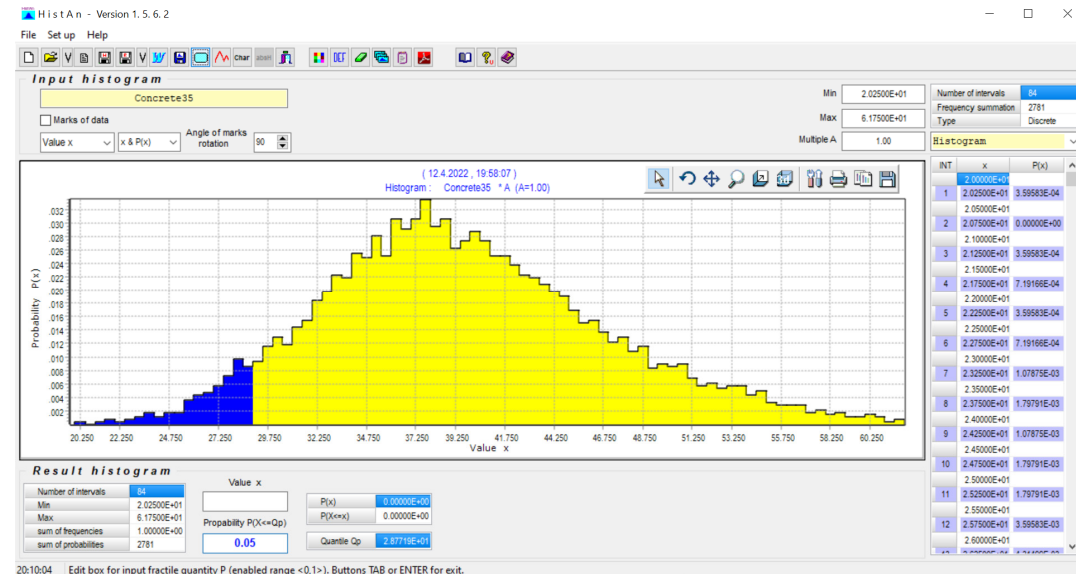 HistAn - Version 1. 5. 6. 2
File Set up Help
V V Char
DEF
Input histogram
Concrete35
Marks of data
Value x x & P(x) Angle of marks rotation 90
Min 2.02500E+01
Max 6.17500E+01
Multiple A 1.00
Number of intervals 84
Frequency summation 2781
Type Discrete
Histogram
( 12.4.2022 , 19:58:07 )
Histogram : Concrete35 * A (A=1.00)
Probability P(x)
.032
.030
.028
.026
.024
.022
.020
.018
.016
.014
.012
.010
.008
.006
.004
.002
20.250 22.250 24.750 27.250 29.750 32.250 34.750 37.250 39.250 41.750 44.250 46.750 48.750 51.250 53.250 55.750 58.250 60.250
Value x
INT x P(x)
2.00000E+01
1 2.02500E+01 3.59583E-04
2.05000E+01
2 2.07500E+01 0.00000E+00
2.10000E+01
3 2.12500E+01 3.59583E-04
2.15000E+01
4 2.17500E+01 7.19166E-04
2.20000E+01
5 2.22500E+01 3.59583E-04
2.25000E+01
6 2.27500E+01 7.19166E-04
2.30000E+01
7 2.32500E+01 1.07875E-03
2.35000E+01
8 2.37500E+01 1.79791E-03
2.40000E+01
9 2.42500E+01 1.07875E-03
2.45000E+01
10 2.47500E+01 1.79791E-03
2.50000E+01
11 2.52500E+01 1.79791E-03
2.55000E+01
12 2.57500E+01 3.59583E-03
2.60000E+01
Result histogram
Number of intervals 84
Min 2.02500E+01
Max 6.17500E+01
sum of frequencies 1.00000E+00
sum of probabilities 2781
Value x
Propability P(X<=Qp)
0.05
P(x) 0.00000E+00
P(X<=x) 0.00000E+00
Quantile Qp 2.87719E+01
20:10:04 Edit box for input fractile quantity P (enabled range <0,1>). Buttons TAB or ENTER for exit.